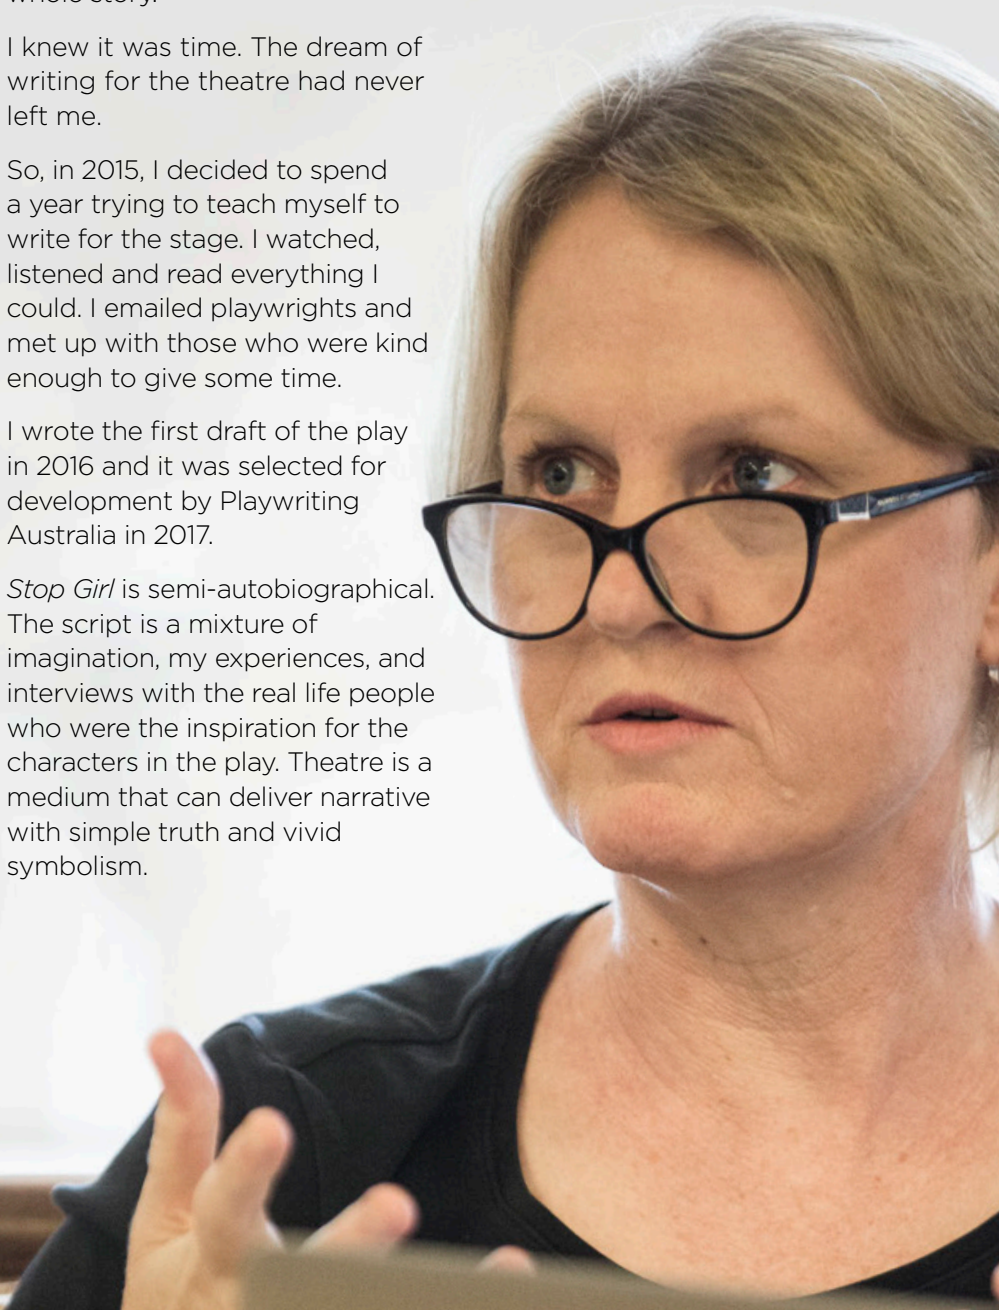 whole story.
I knew it was time. The dream of
writing for the theatre had never
left me.
So, in 2015, I decided to spend
a year trying to teach myself to
write for the stage. I watched,
listened and read everything I
could. I emailed playwrights and
met up with those who were kind
enough to give some time.
I wrote the first draft of the play
in 2016 and it was selected for
development by Playwriting
Australia in 2017.
Stop Girl is semi-autobiographical.
The script is a mixture of
imagination, my experiences, and
interviews with the real life people
who were the inspiration for the
characters in the play. Theatre is a
medium that can deliver narrative
with simple truth and vivid
symbolism.